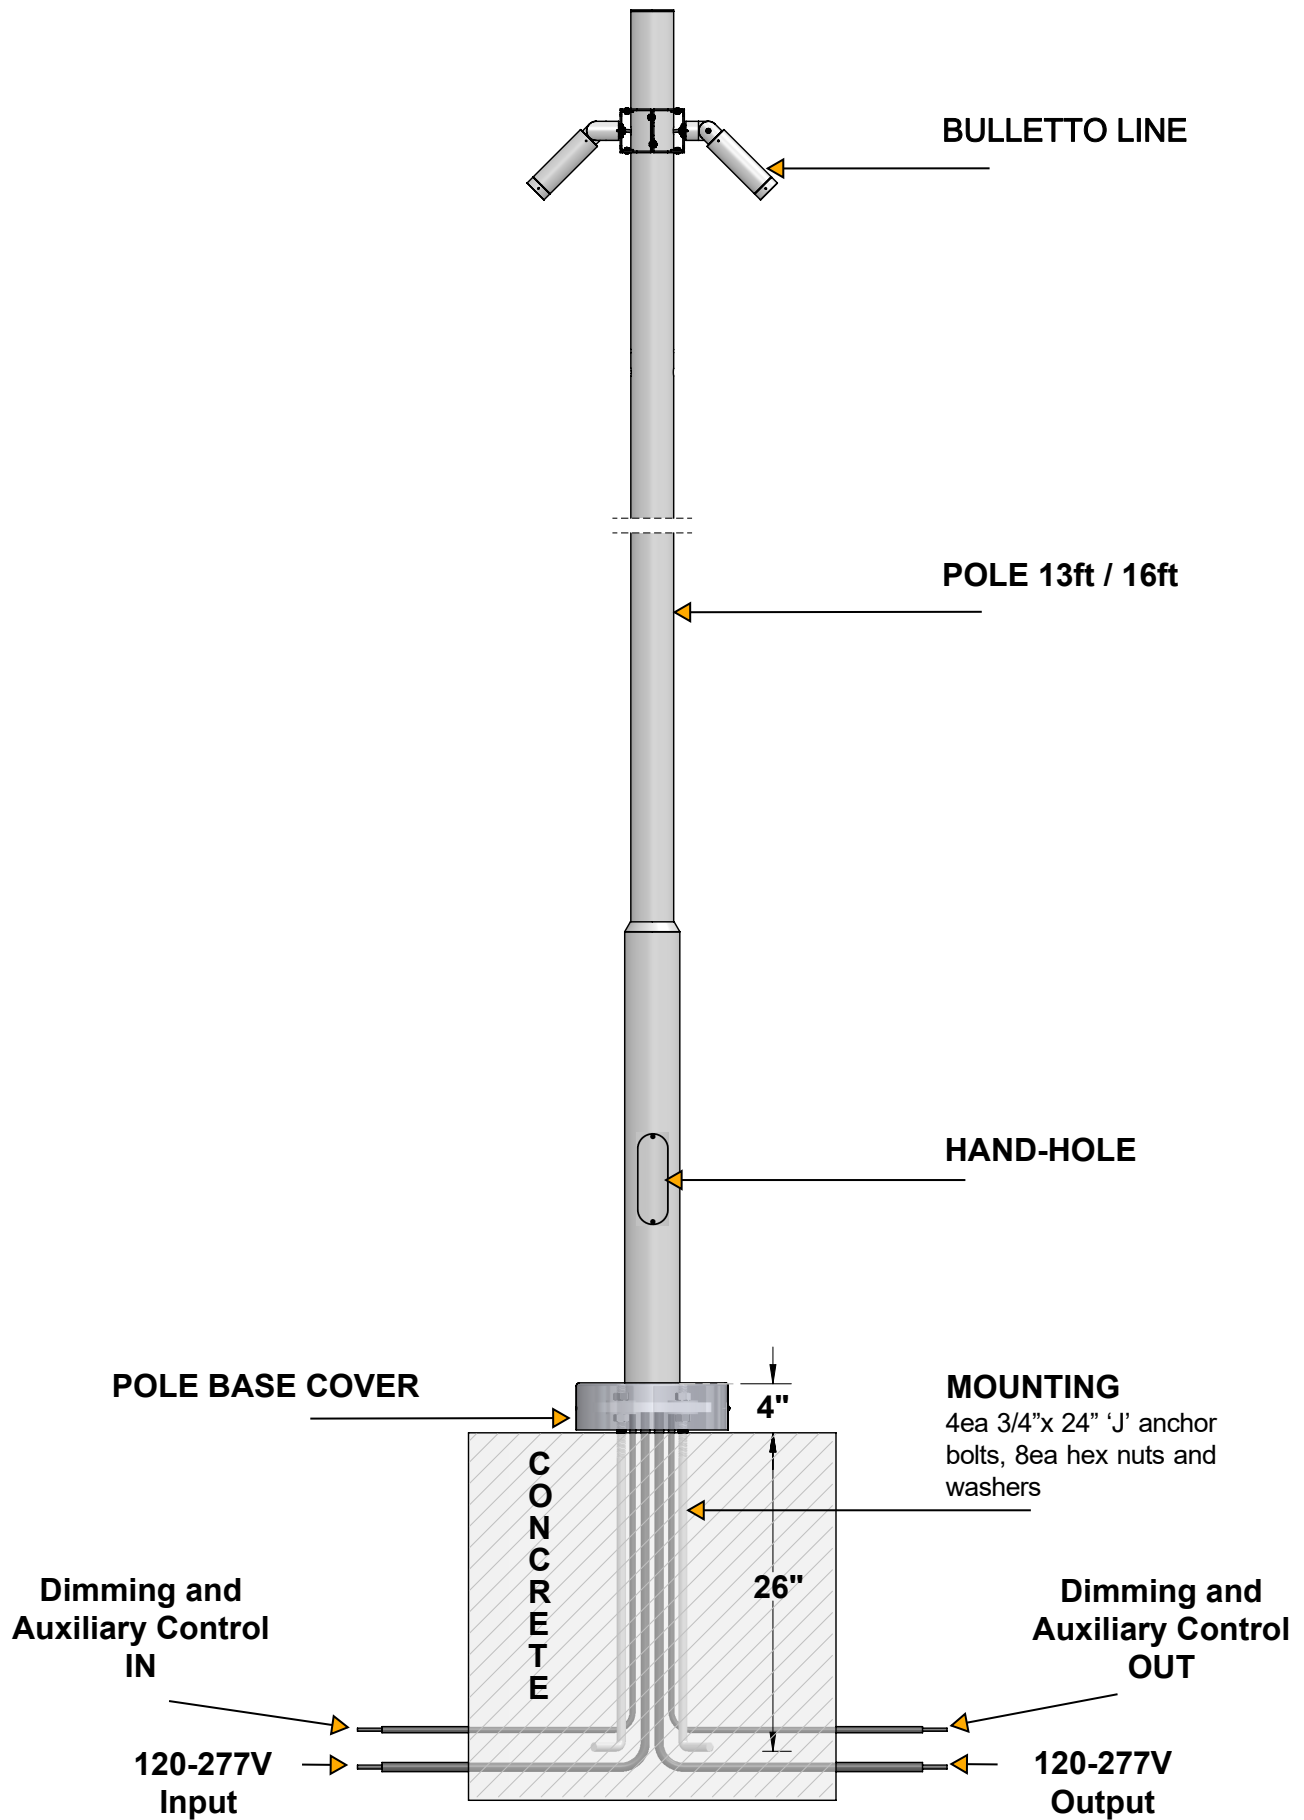 BULLETTO LINE
POLE 13ft / 16ft
HAND-HOLE
POLE BASE COVER
4"
MOUNTING
4ea 3/4”x 24” ‘J’ anchor
bolts, 8ea hex nuts and
washers
CONCRETE
26"
Dimming and
Auxiliary Control
IN
Dimming and
Auxiliary Control
OUT
120-277V
Input
120-277V
Output